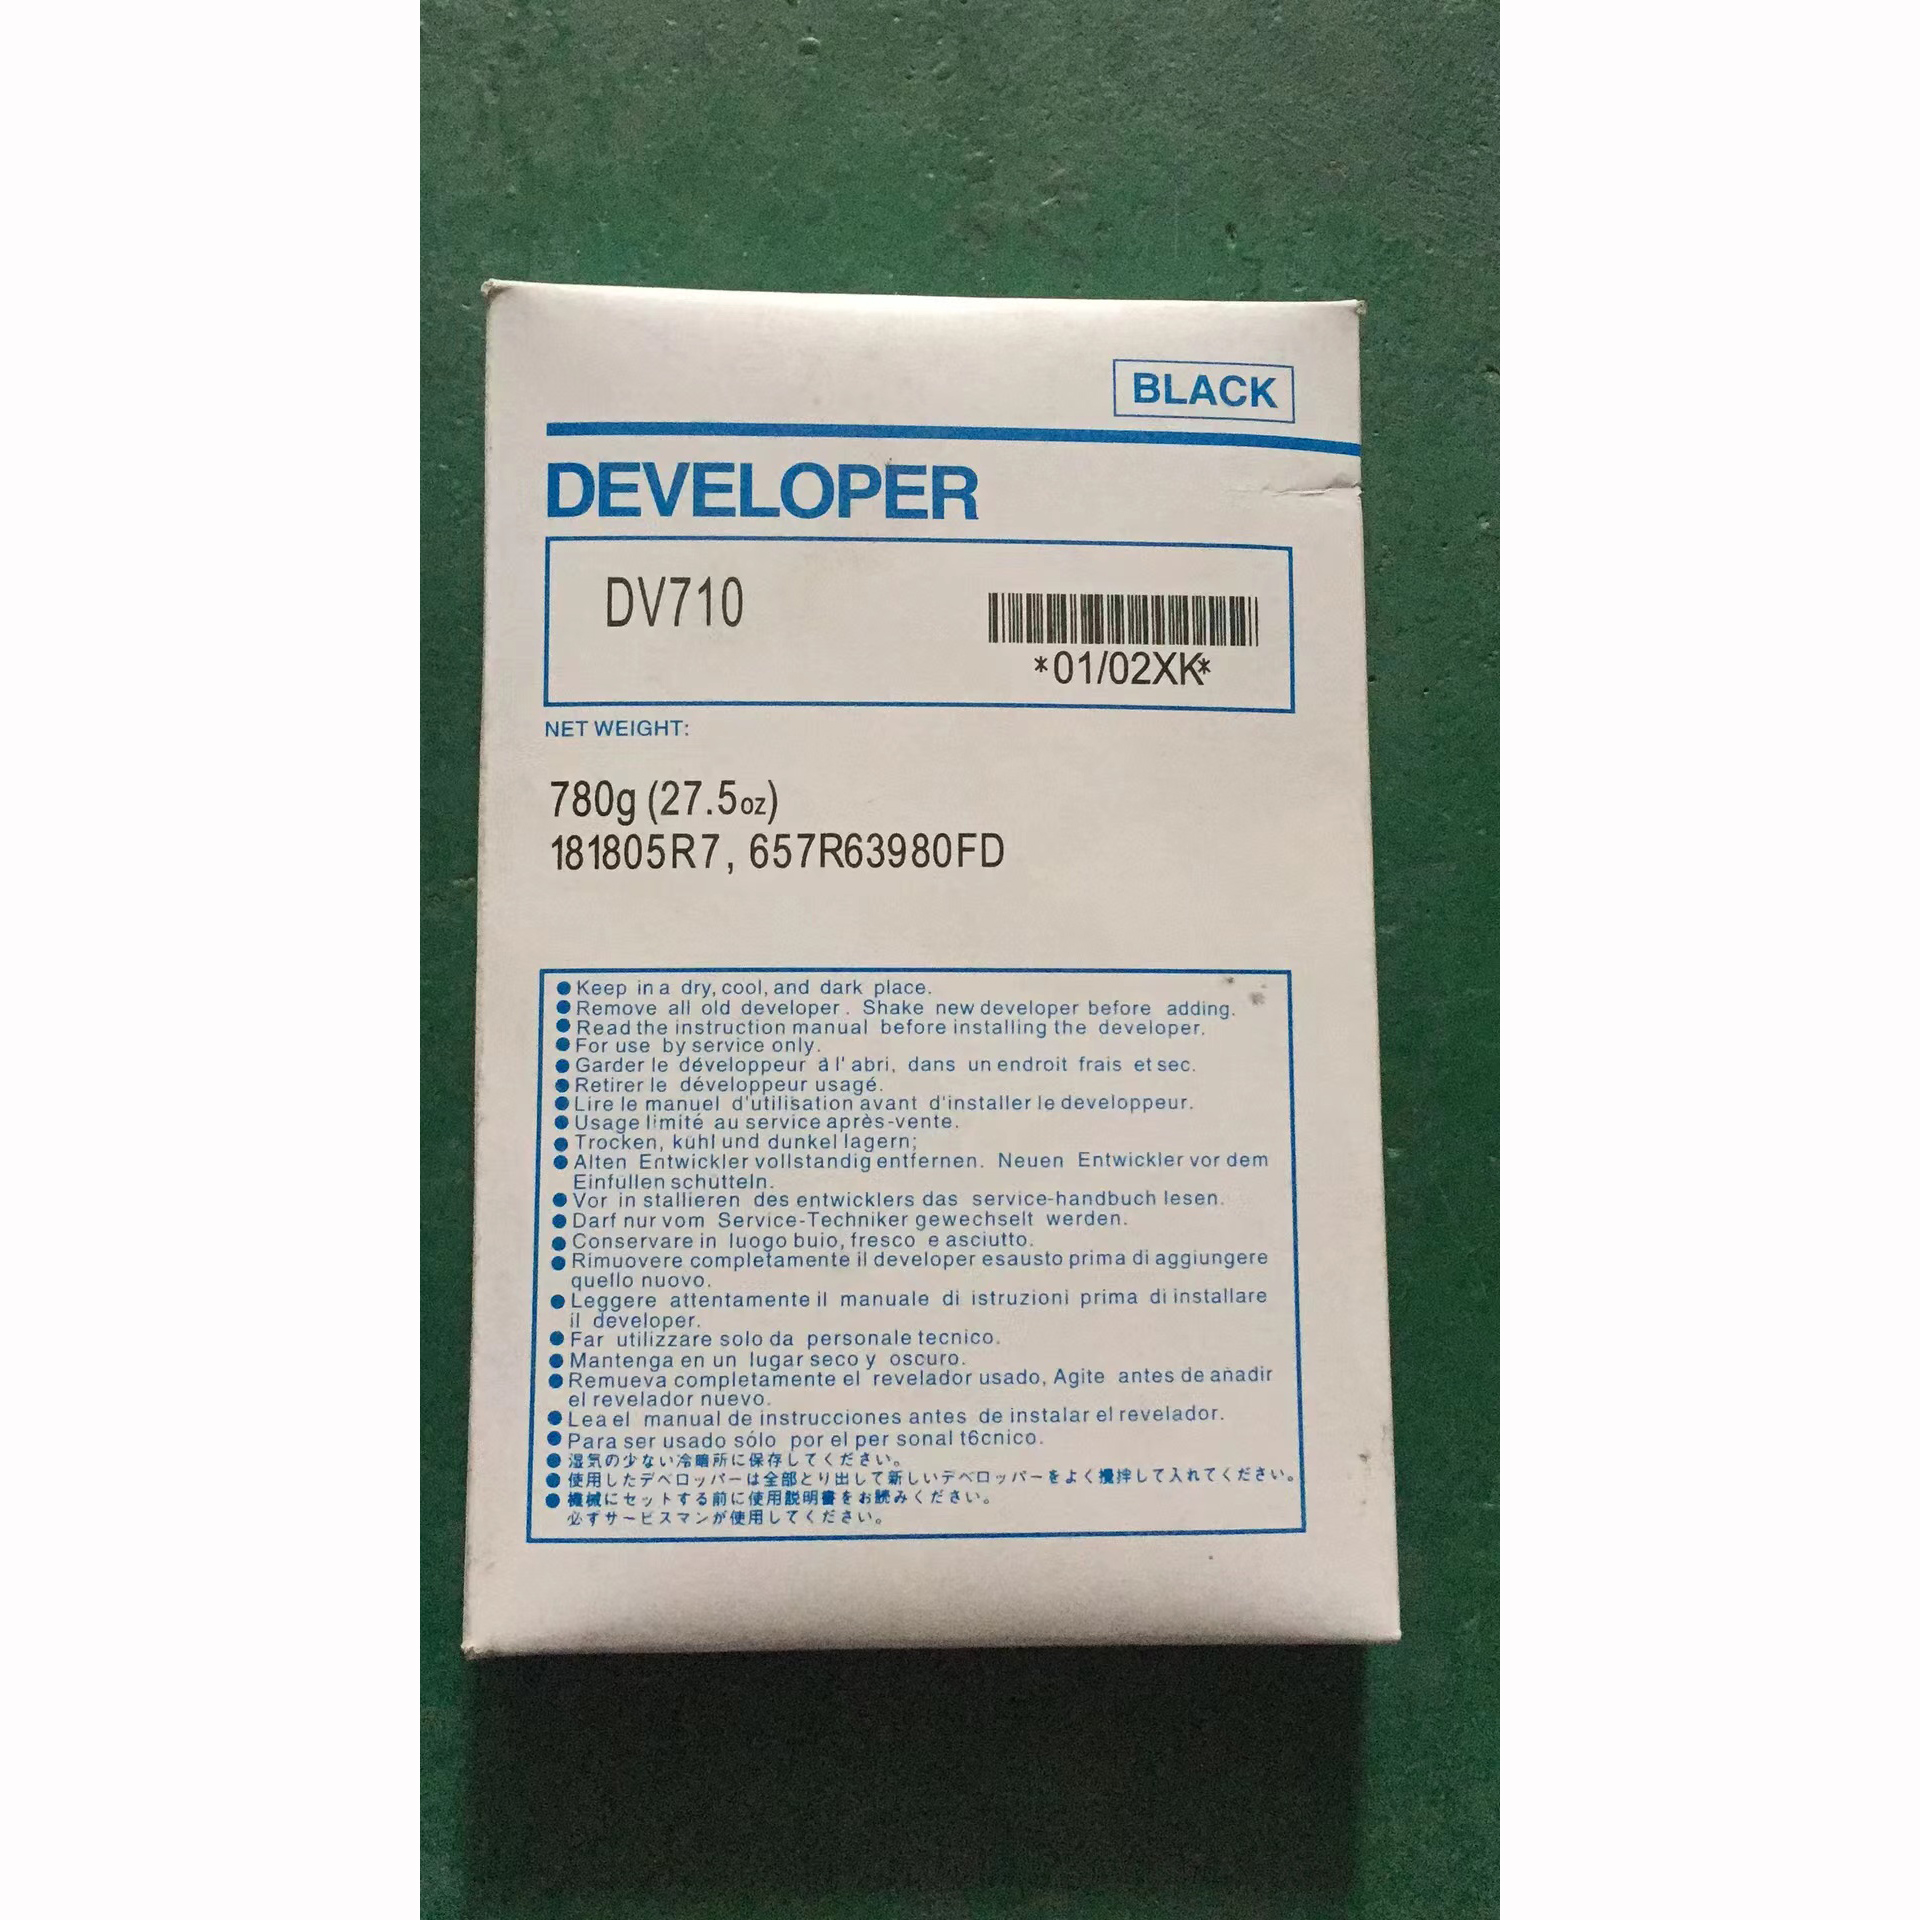 BLACK
DEVELOPER
DV710
*01/02XK*
NET WEIGHT:
780g (27.5oz)
181805R7, 657R63980FD
● Keep in a dry, cool, and dark place.
● Remove all old developer. Shake new developer before adding.
● Read the instruction manual before installing the developer.
● For use by service only.
● Garder le développeur à l' abri, dans un endroit frais et sec.
● Retirer le développeur usagé.
● Lire le manuel d'utilisation avant d'installer le developpeur.
● Usage limité au service après-vente.
● Trocken, kuhl und dunkel lagern;
● Alten Entwickler vollstandig entfernen. Neuen Entwickler vor dem
Einfullen schutteln.
● Vor in stallieren des entwicklers das service-handbuch lesen.
● Darf nur vom Service-Techniker gewechselt werden.
● Conservare in luogo buio, fresco e asciutto.
● Rimuovere completamente il developer esausto prima di aggiungere
quello nuovo.
● Leggere attentamente il manuale di istruzioni prima di installare
il developer.
● Far utilizzare solo da personale tecnico.
● Mantenga en un lugar seco y oscuro.
● Remueva completamente el revelador usado, Agite antes de añadir
el revelador nuevo.
● Lea el manual de instrucciones antes de instalar el revelador.
● Para ser usado sólo por el per sonal t6cnico.
● 湿気の少ない冷暗所に保存してください。
● 使用したデベロッパーは全部とり出して新しいデベロッパーをよく攪拌して入れてください。
● 機械にセットする前に使用説明書をお読みください。
必ずサービスマンが使用してください。